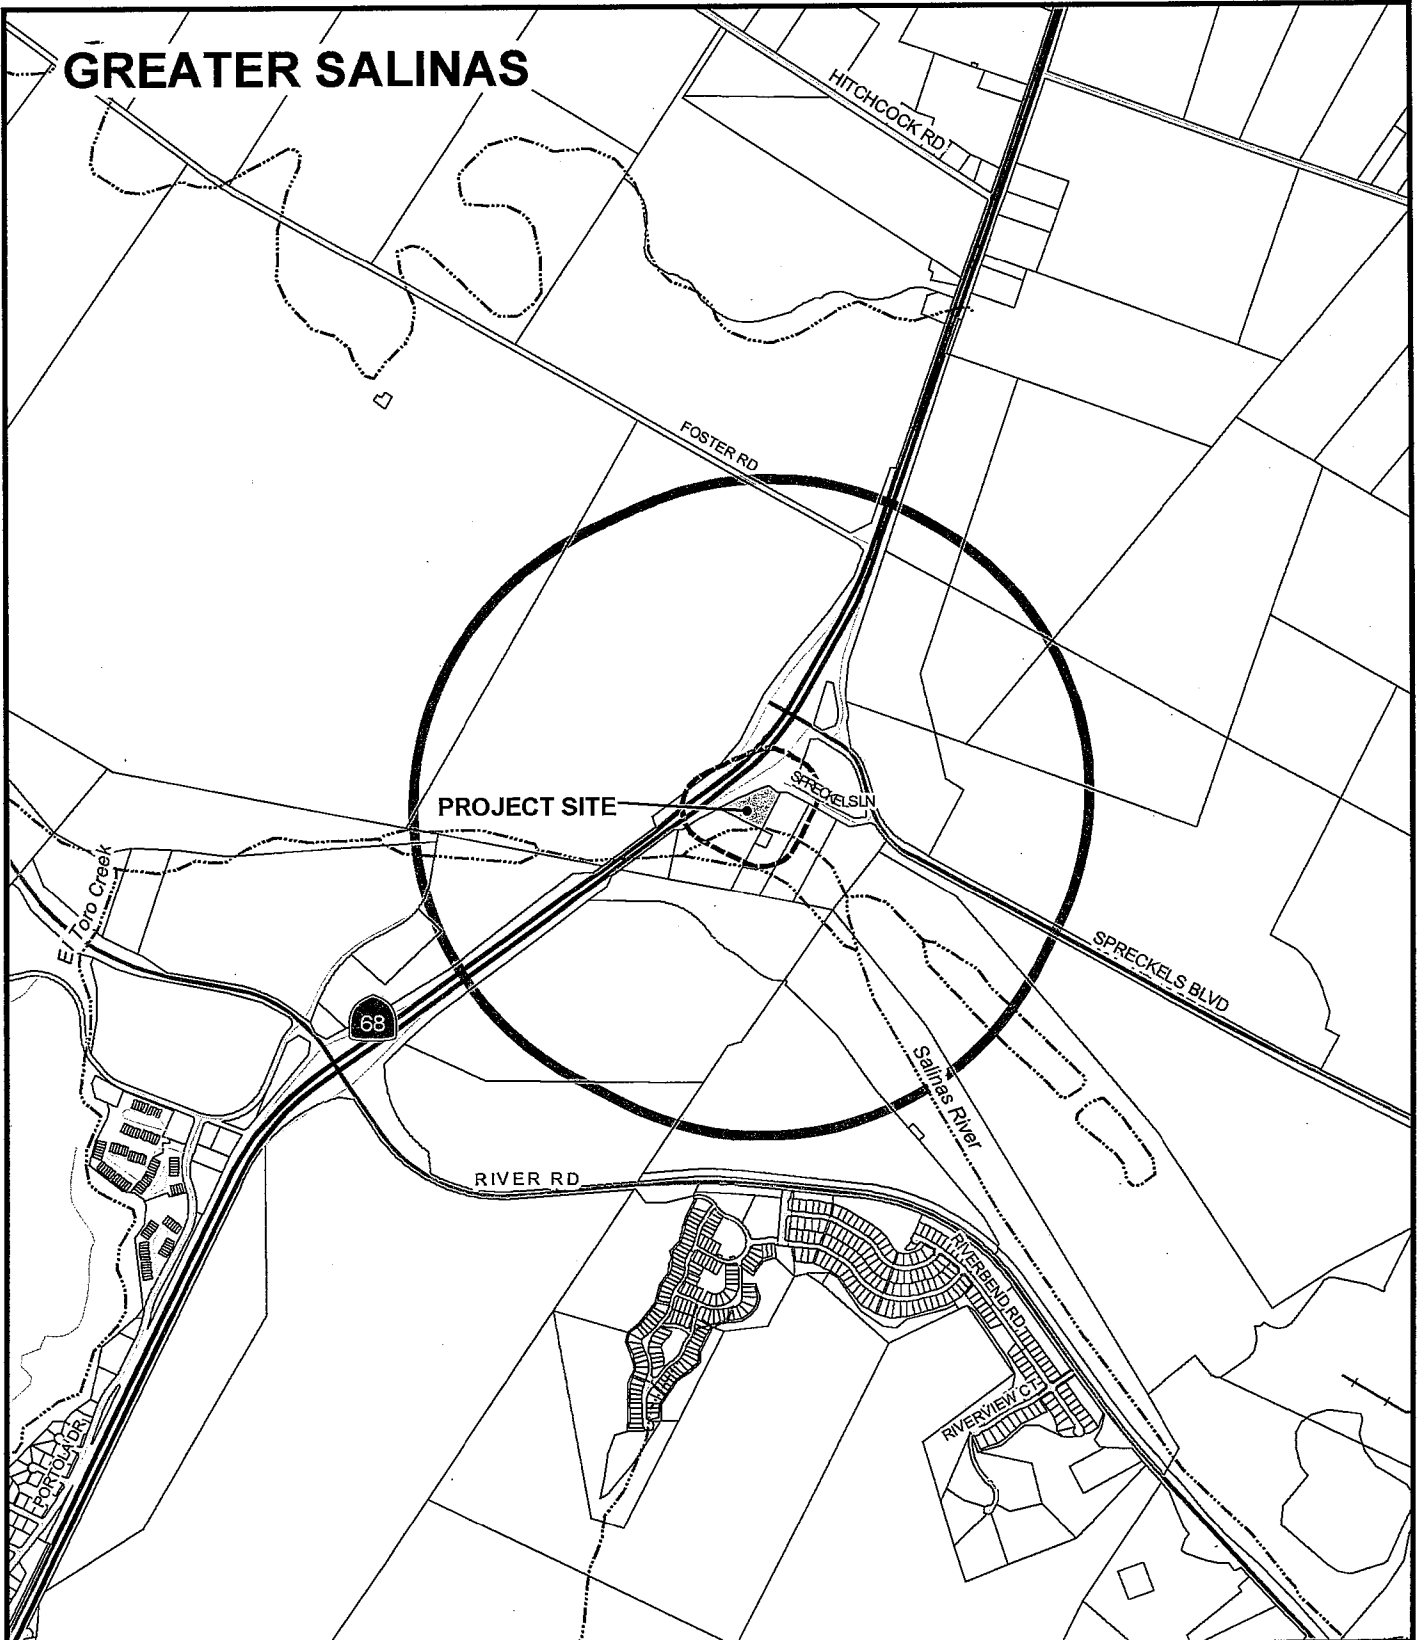 GREATER SALINAS
HITCHCOCK RD
FOSTER RD
PROJECT SITE
SPRECKELS LN
El Toro Creek
SPRECKELS BLVD
68
Salinas River
RIVER RD
RIVERBEND RD
RIVERVIEW CT
PORTOLA DR